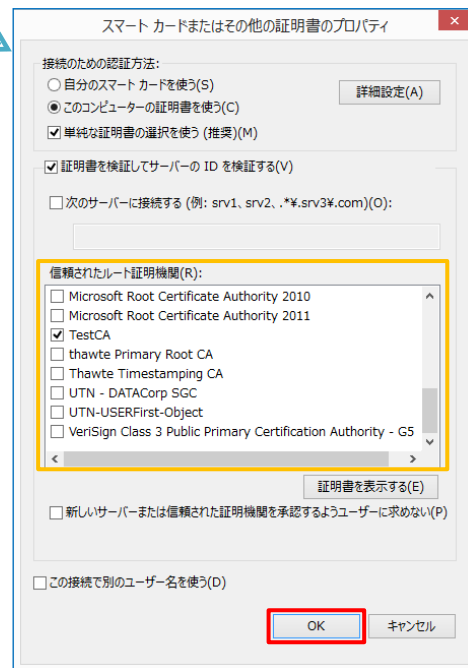 スマート カードまたはその他の証明書のプロパティ
接続のための認証方法:
自分のスマート カードを使う(S)
詳細設定(A)
このコンピューターの証明書を使う(C)
単純な証明書の選択を使う (推奨)(M)
証明書を検証してサーバーの ID を検証する(V)
次のサーバーに接続する (例: srv1、srv2、.*¥.srv3¥.com)(O):
信頼されたルート証明機関(R):
Microsoft Root Certificate Authority 2010
Microsoft Root Certificate Authority 2011
TestCA
thawte Primary Root CA
Thawte Timestamping CA
UTN - DATACorp SGC
UTN-USERFirst-Object
VeriSign Class 3 Public Primary Certification Authority - G5
証明書を表示する(E)
新しいサーバーまたは信頼された証明機関を承認するようユーザーに求めない(P)
この接続で別のユーザー名を使う(D)
OK
キャンセル